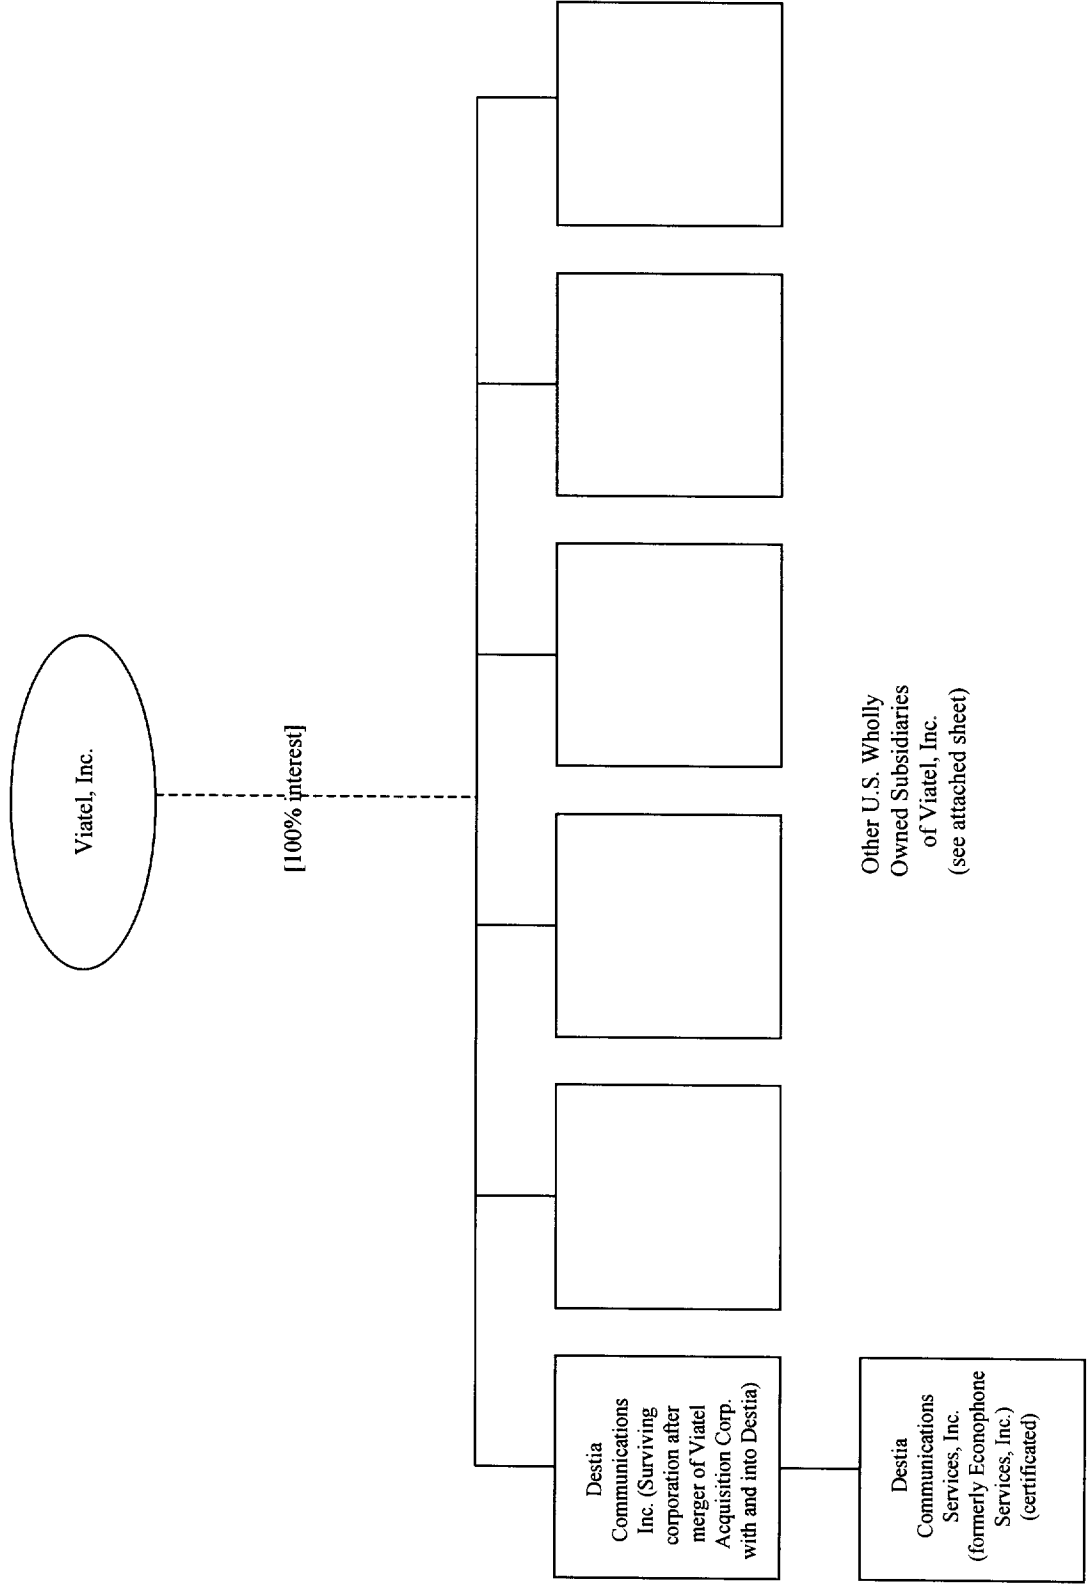 Viatel, Inc.
[100% interest]
Destia
Communications
Inc. (Surviving
corporation after
merger of Viatel
Acquisition Corp.
with and into Destia)
Destia
Communications
Services, Inc.
(formerly Econophone
Services, Inc.)
(certificated)
Other U.S. Wholly
Owned Subsidiaries
of Viatel, Inc.
(see attached sheet)